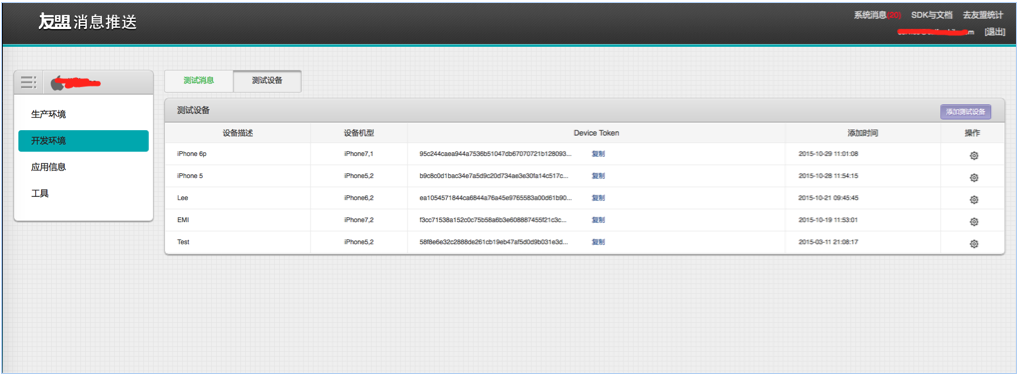 友盟 消息推送
系统消息 SDK与文档 去友盟统计
[退出]
测试消息 测试设备
生产环境
开发环境
应用信息
工具
测试设备 添加测试设备
设备描述 设备机型 Device Token 添加时间 操作
iPhone 6p iPhone7,1 95c244caea944a7536b51047db67070721b128093... 复制 2015-10-29 11:01:08
iPhone 5 iPhone5,2 b9c8c0d1bac34e7a5d9c20d734ae3e30fa14c517c... 复制 2015-10-28 11:54:15
Lee iPhone6,2 ea1054571844ca6844a76a45e9765583a00d61b90... 复制 2015-10-21 09:45:45
EMI iPhone7,2 f3cc71538a152c0c75b58a6b3e608887455f21c3c... 复制 2015-10-19 11:53:01
Test iPhone5,2 58f8e6e32c2888de261cb19eb47af5d0d9b031e3d... 复制 2015-03-11 21:08:17